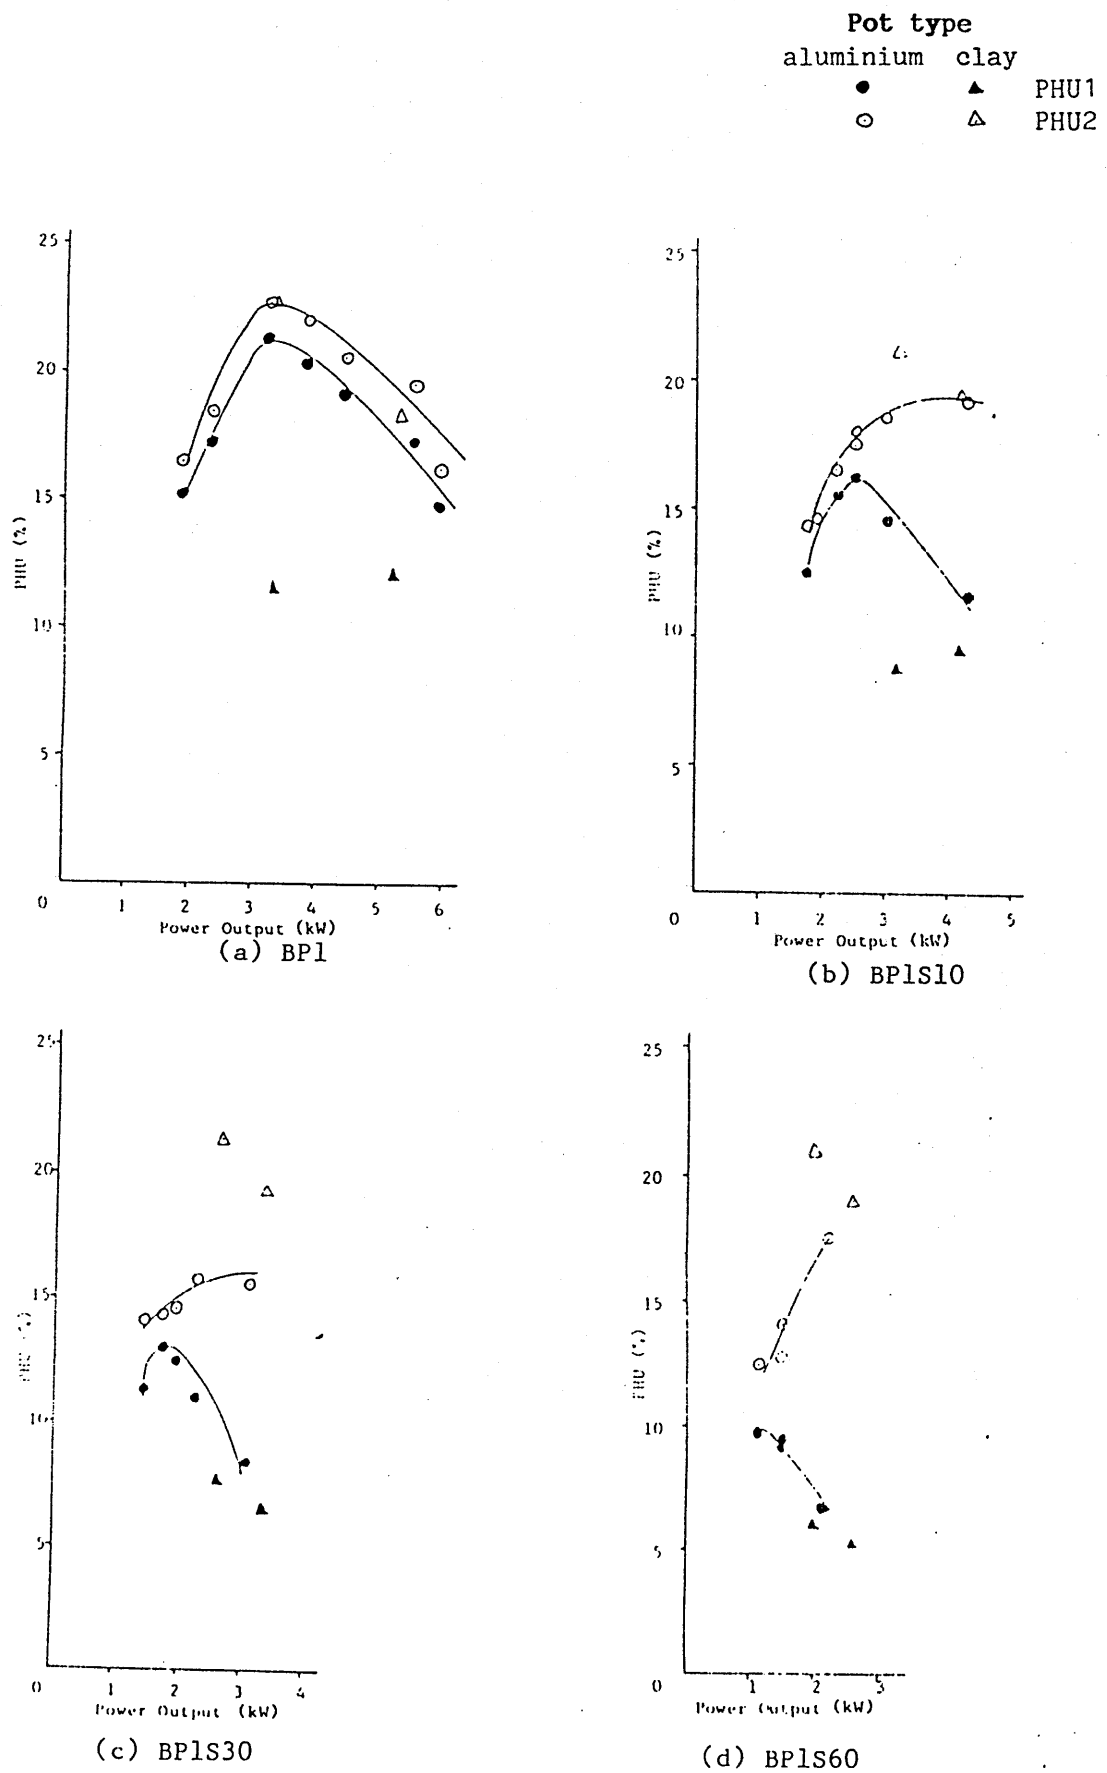 Pot type
aluminium clay
PHU1
PHU2
25
20
15
10
5
0
PHU (%)
1 2 3 4 5 6
Power Output (kW)
(a) BP1
25
20
15
10
5
0
PHU (%)
1 2 3 4 5
Power Output (kW)
(b) BP1S10
25
20
15
10
5
0
PHU (%)
1 2 3 4
Power Output (kW)
(c) BP1S30
25
20
15
10
5
0
PHU (%)
1 2 3
Power Output (kW)
(d) BP1S60